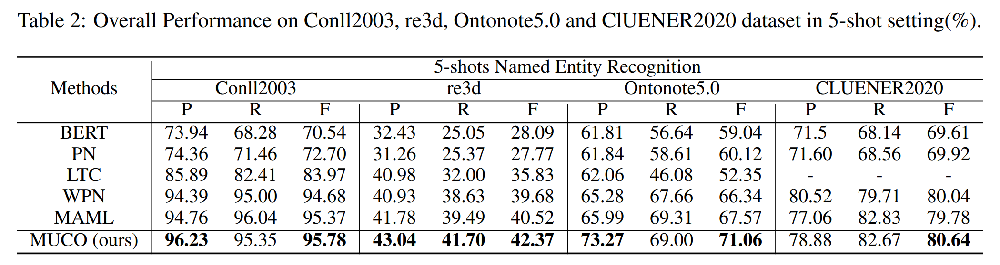 Table 2: Overall Performance on Conll2003, re3d, Ontonote5.0 and ClUENER2020 dataset in 5-shot setting(%).
Methods
5-shots Named Entity Recognition
Conll2003 re3d Ontonote5.0 CLUENER2020
P R F P R F P R F P R F
BERT 73.94 68.28 70.54 32.43 25.05 28.09 61.81 56.64 59.04 71.5 68.14 69.61
PN 74.36 71.46 72.70 31.26 25.37 27.77 61.84 58.61 60.12 71.60 68.56 69.92
LTC 85.89 82.41 83.97 40.98 32.00 35.83 62.06 46.08 52.35 - - -
WPN 94.39 95.00 94.68 40.93 38.63 39.68 65.28 67.66 66.34 80.52 79.71 80.04
MAML 94.76 96.04 95.37 41.78 39.49 40.52 65.99 69.31 67.57 77.06 82.83 79.78
MUCO (ours) 96.23 95.35 95.78 43.04 41.70 42.37 73.27 69.00 71.06 78.88 82.67 80.64